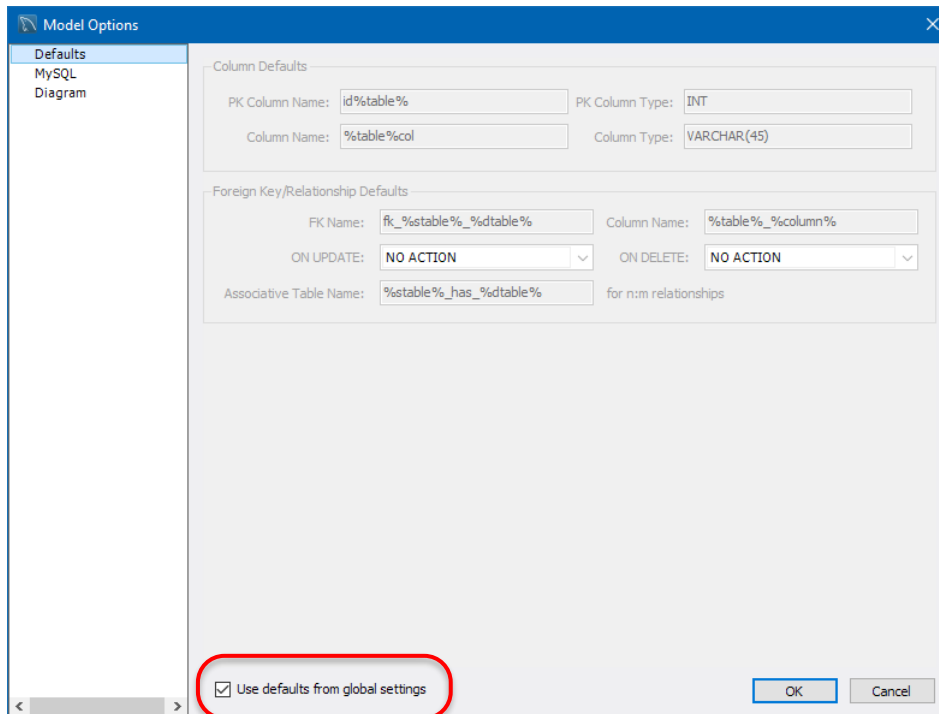 Model Options
Defaults
MySQL
Diagram
Column Defaults
PK Column Name: id%table% PK Column Type: INT
Column Name: %table%col Column Type: VARCHAR(45)
Foreign Key/Relationship Defaults
FK Name: fk_%stable%_%dtable% Column Name: %table%_%column%
ON UPDATE: NO ACTION ON DELETE: NO ACTION
Associative Table Name: %stable%_has_%dtable% for n:m relationships
Use defaults from global settings OK Cancel